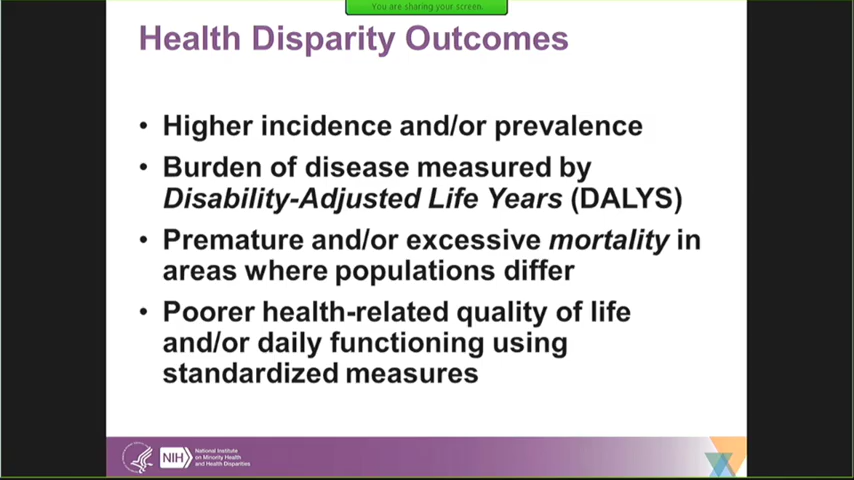 You are sharing your screen.
Health Disparity Outcomes
• Higher incidence and/or prevalence
• Burden of disease measured by
Disability-Adjusted Life Years (DALYS)
• Premature and/or excessive mortality in
areas where populations differ
• Poorer health-related quality of life
and/or daily functioning using
standardized measures
NIH
National Institute
on Minority Health
and Health Disparities